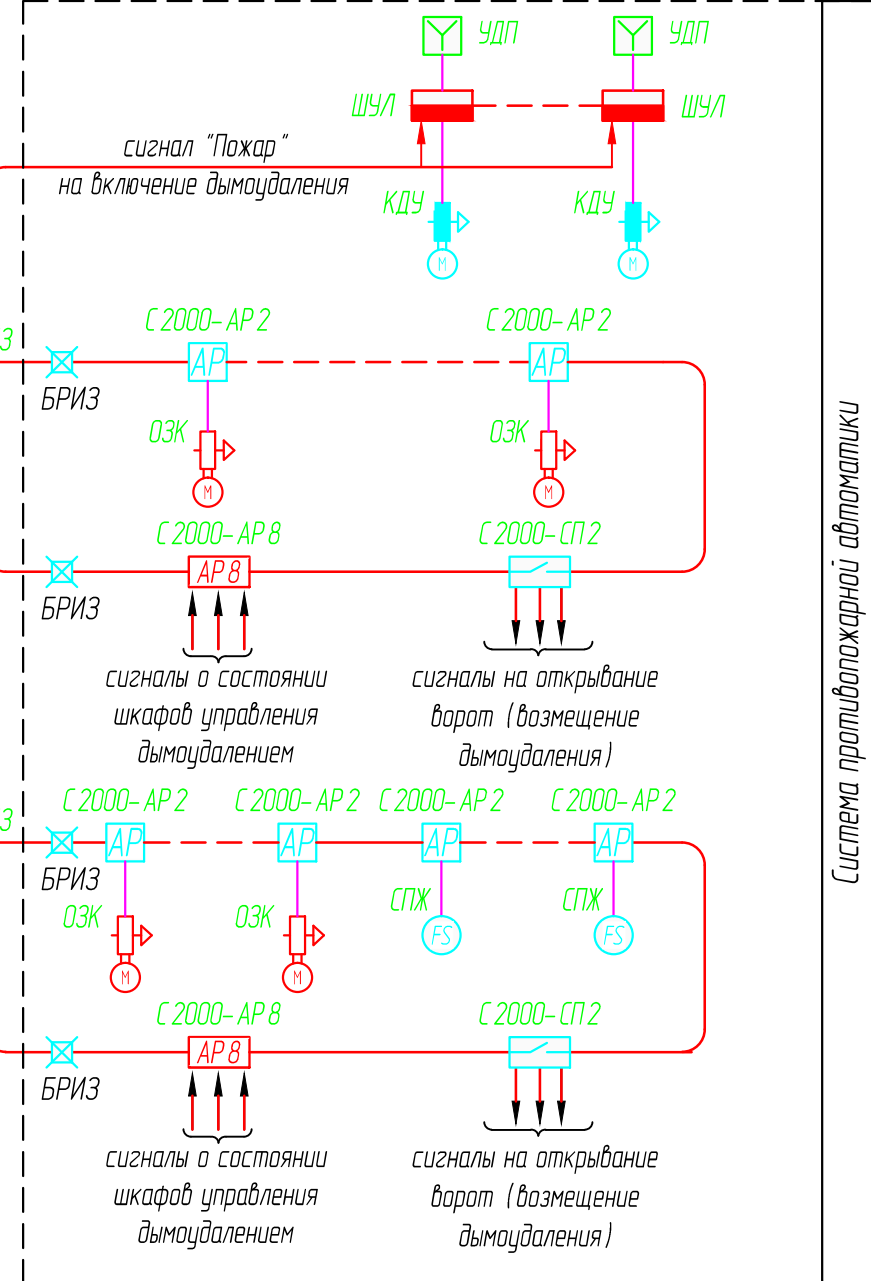 УДП УДП
ШУЛ ШУЛ
сигнал "Пожар"
на включение дымоудаления
КДУ КДУ
М М
С2000-АР2 С2000-АР2
З
АР АР
БРИЗ
ОЗК ОЗК
М М
С2000-АР8 С2000-СП2
АР8
БРИЗ
сигналы о состоянии
шкафов управления
дымоудалением
сигналы на открывание
ворот (возмещение
дымоудаления)
С2000-АР2 С2000-АР2 С2000-АР2 С2000-АР2
З
АР АР АР АР
БРИЗ
ОЗК ОЗК СПЖ СПЖ
FS FS
М М
С2000-АР8 С2000-СП2
АР8
БРИЗ
сигналы о состоянии
шкафов управления
дымоудалением
сигналы на открывание
ворот (возмещение
дымоудаления)
Система противопожарной автоматики